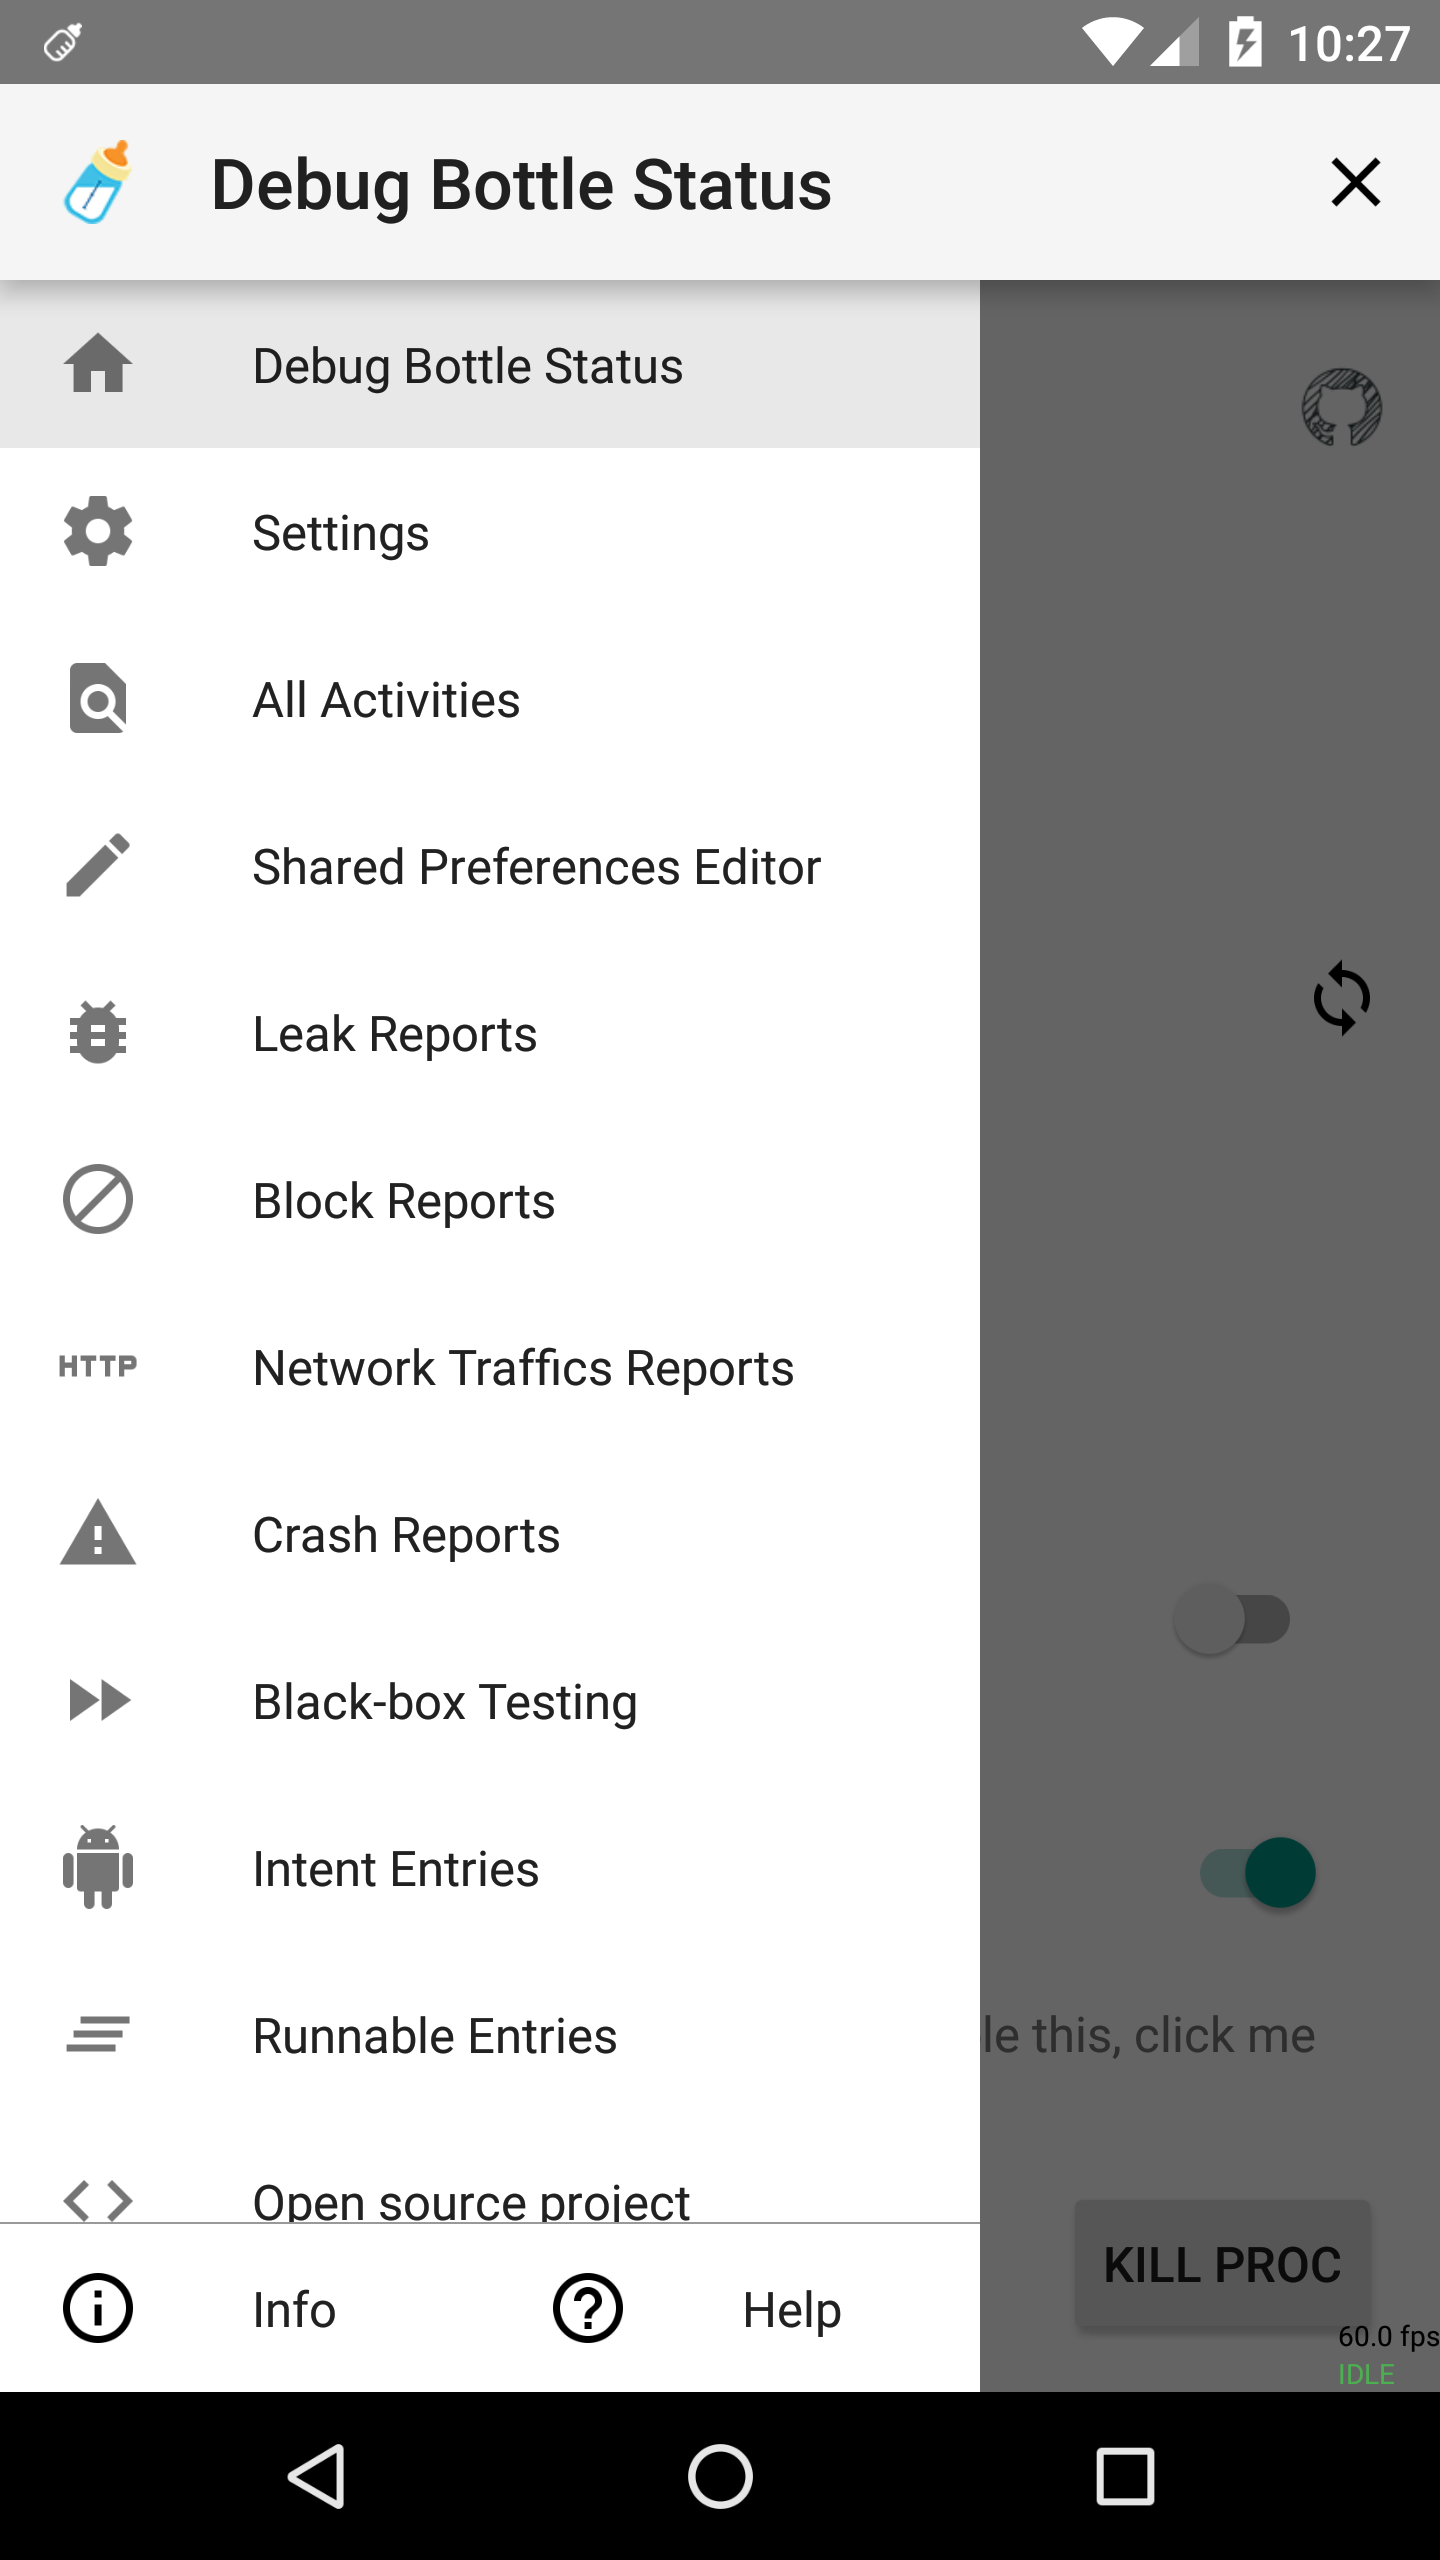 10:27
Debug Bottle Status
Debug Bottle Status
Settings
All Activities
Shared Preferences Editor
Leak Reports
Block Reports
HTTP
Network Traffics Reports
Crash Reports
Black-box Testing
Intent Entries
Runnable Entries
le this, click me
Open source project
KILL PROC
Info
Help
60.0 fps
IDLE